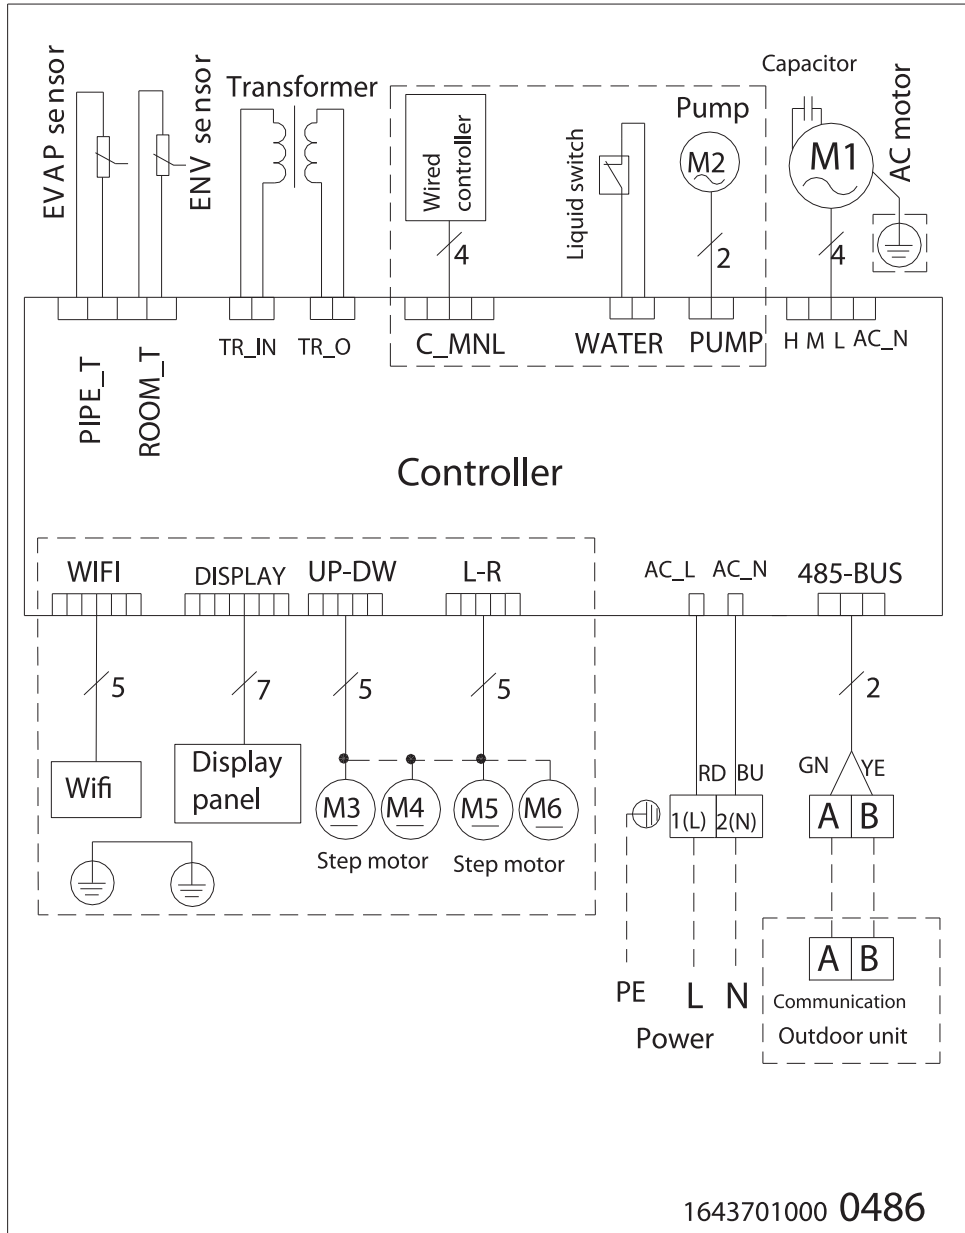 EVAP sensor
ENV sensor
Transformer
Wired
controller
Liquid switch
Pump
M2
Capacitor
M1
AC motor
4
2
4
PIPE_T
ROOM_T
TR_IN
TR_O
C_MNL
WATER
PUMP
H M L AC_N
Controller
WIFI
DISPLAY
UP-DW
L-R
AC_L
AC_N
485-BUS
5
7
5
5
2
Wifi
Display
panel
M3
M4
M5
M6
Step motor
Step motor
RD
BU
1(L)
2(N)
GN
YE
A B
A B
PE
L
N
Power
Communication
Outdoor unit
1643701000 0486